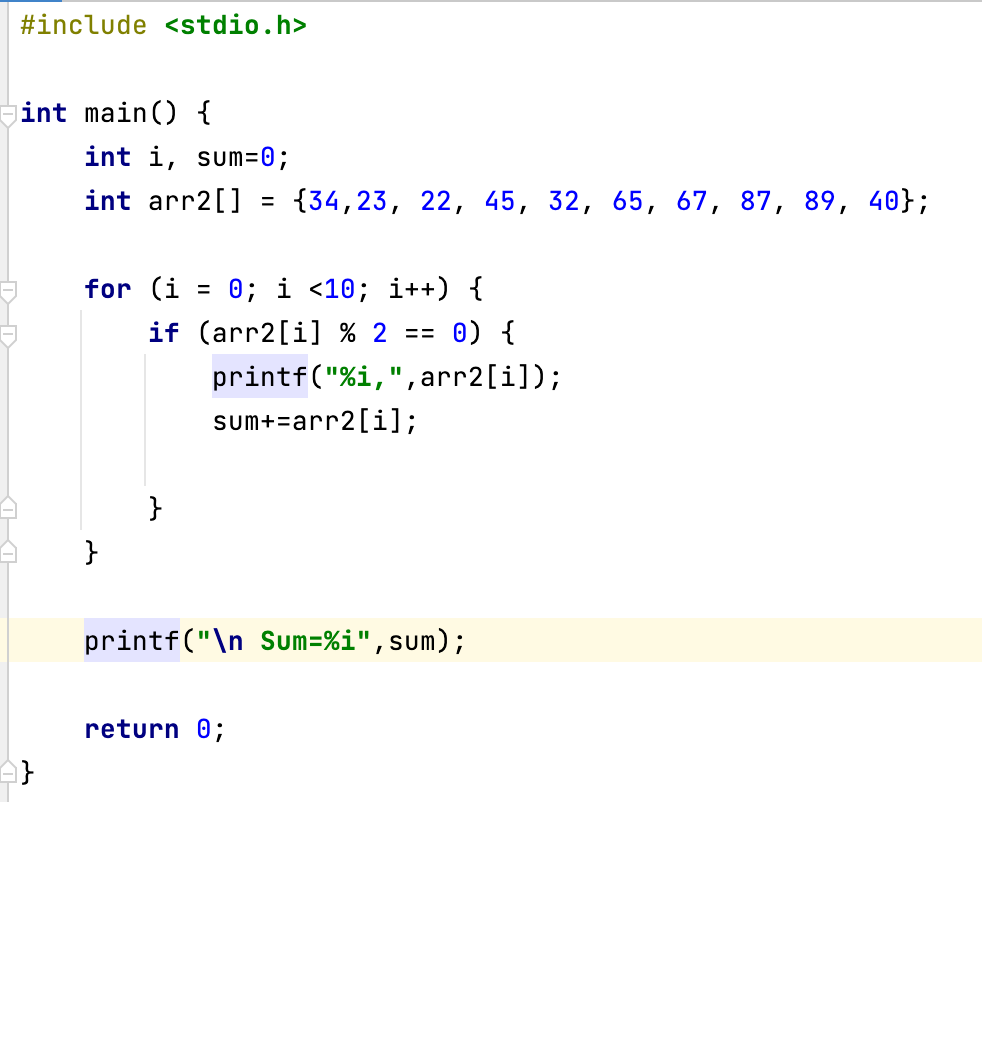 #include <stdio.h>
int main() {
    int i, sum=0;
    int arr2[] = {34,23, 22, 45, 32, 65, 67, 87, 89, 40};
    for (i = 0; i <10; i++) {
        if (arr2[i] % 2 == 0) {
            printf("%i,",arr2[i]);
            sum+=arr2[i];
        }
    }
    printf("\n Sum=%i",sum);
    return 0;
}